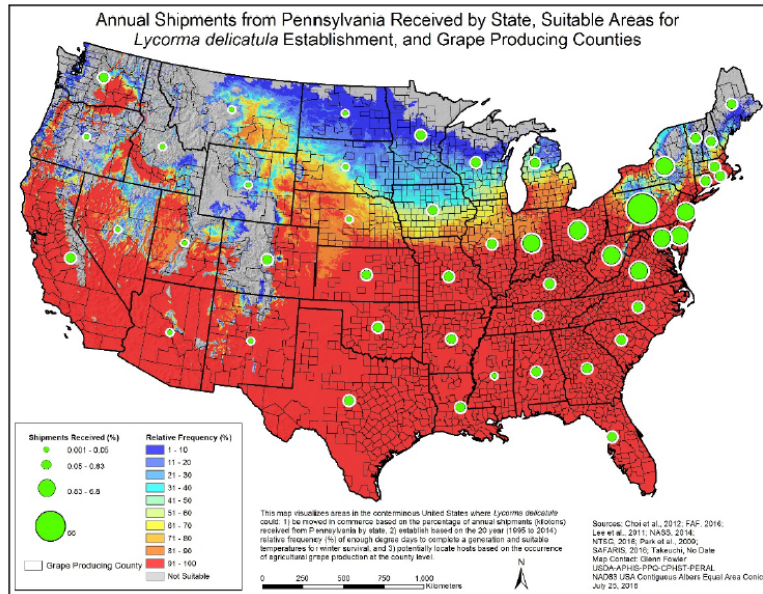 Annual Shipments from Pennsylvania Received by State, Suitable Areas for
Lycorma delicatula Establishment, and Grape Producing Counties
Shipments Received (%)
0.001 - 0.05
0.05 - 0.83
0.83 - 6.8
66
Grape Producing County
Relative Frequency (%)
1 - 10
11 - 20
21 - 30
31 - 40
41 - 50
51 - 60
61 - 70
71 - 80
81 - 90
91 - 100
Not Suitable
This map visualizes areas in the conterminous United States where Lycorma delicatula
could: 1) be moved in commerce based on the percentage of annual shipments (kilotons)
received from Pennsylvania by state, 2) establish based on the 20 year (1995 to 2014)
relative frequency (%) of enough degree days to complete a generation and suitable
temperatures for winter survival, and 3) potentially locate hosts based on the occurrence
of agricultural grape production at the county level.
0 250 500 1,000
Kilometers
N
Sources: Choi et al., 2012; FAF, 2016;
Lee et al., 2011; NASS, 2014;
NTSG, 2016; Park et al., 2009;
SAFARIS, 2016; Takeuchi, No Date
Map Contact: Glenn Fowler
USDA-APHIS-PPQ-CPHST-PERAL
NAD83 USA Contiguous Albers Equal Area Conic
July 25, 2016